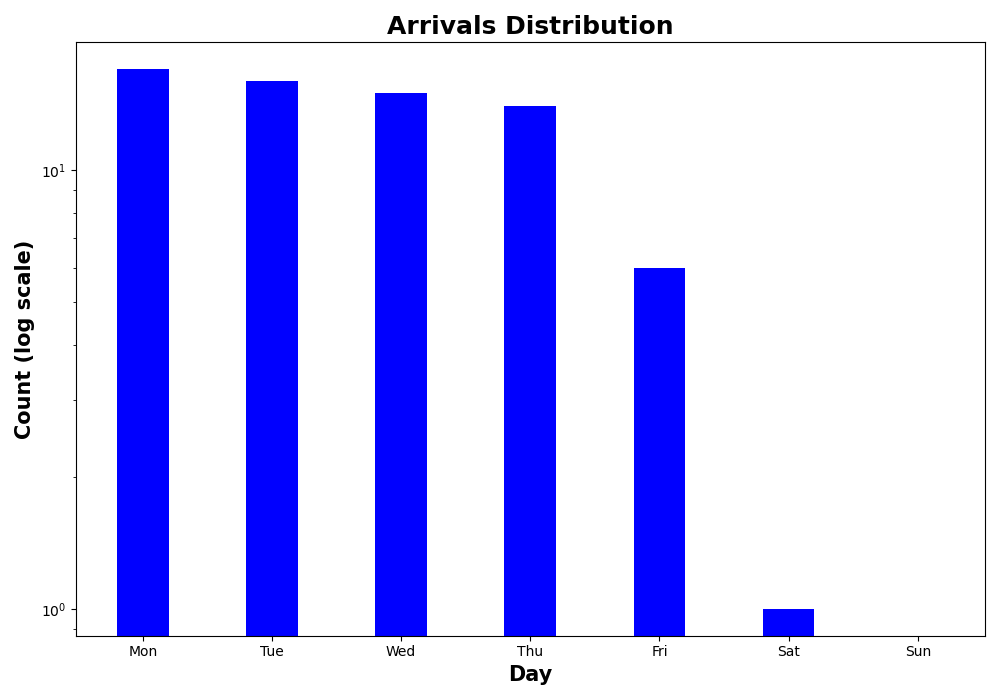 Arrivals Distribution
Count (log scale)
10¹
10⁰
Mon Tue Wed Thu Fri Sat Sun
Day